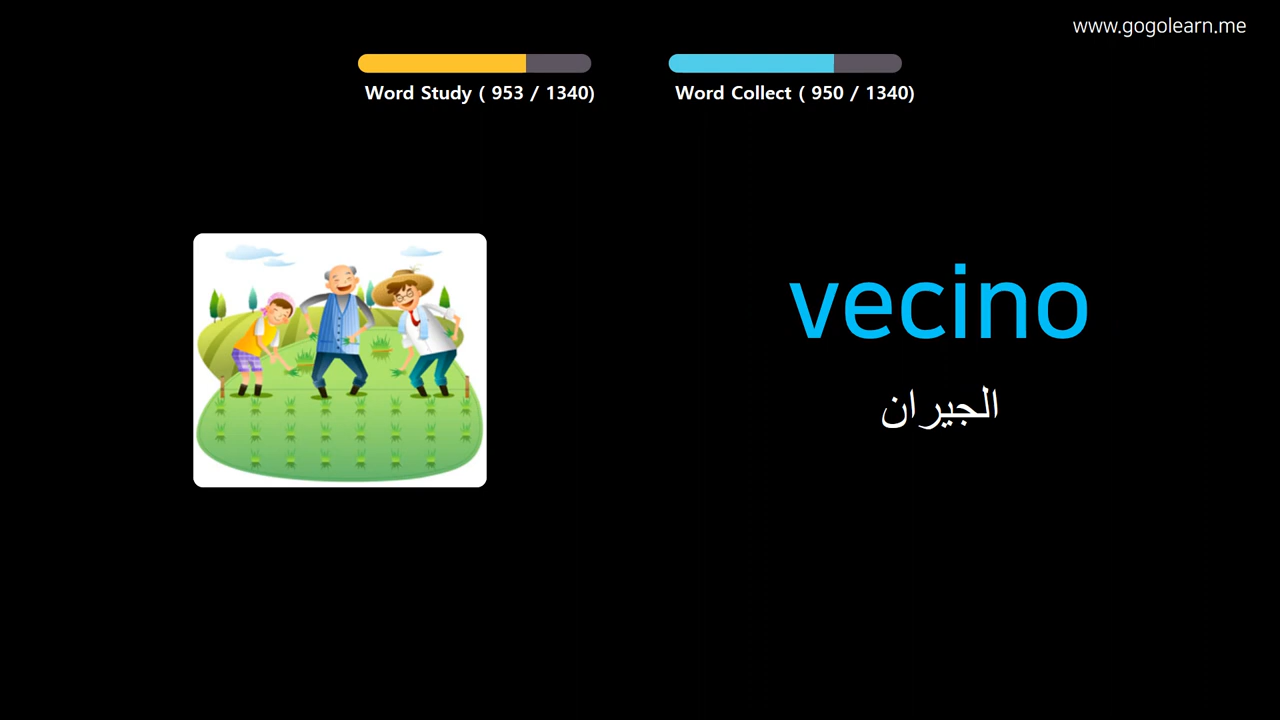 www.gogolearn.me
Word Study ( 953 / 1340)
Word Collect ( 950 / 1340)
vecino
الجيران